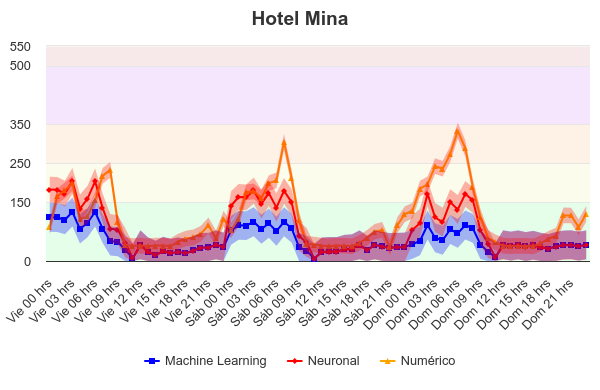 Hotel Mina
550
500
350
250
150
0
Vie 00 hrs
Vie 03 hrs
Vie 06 hrs
Vie 09 hrs
Vie 12 hrs
Vie 15 hrs
Vie 18 hrs
Vie 21 hrs
Sáb 00 hrs
Sáb 03 hrs
Sáb 06 hrs
Sáb 09 hrs
Sáb 12 hrs
Sáb 15 hrs
Sáb 18 hrs
Sáb 21 hrs
Dom 00 hrs
Dom 03 hrs
Dom 06 hrs
Dom 09 hrs
Dom 12 hrs
Dom 15 hrs
Dom 18 hrs
Dom 21 hrs
Machine Learning Neuronal Numérico